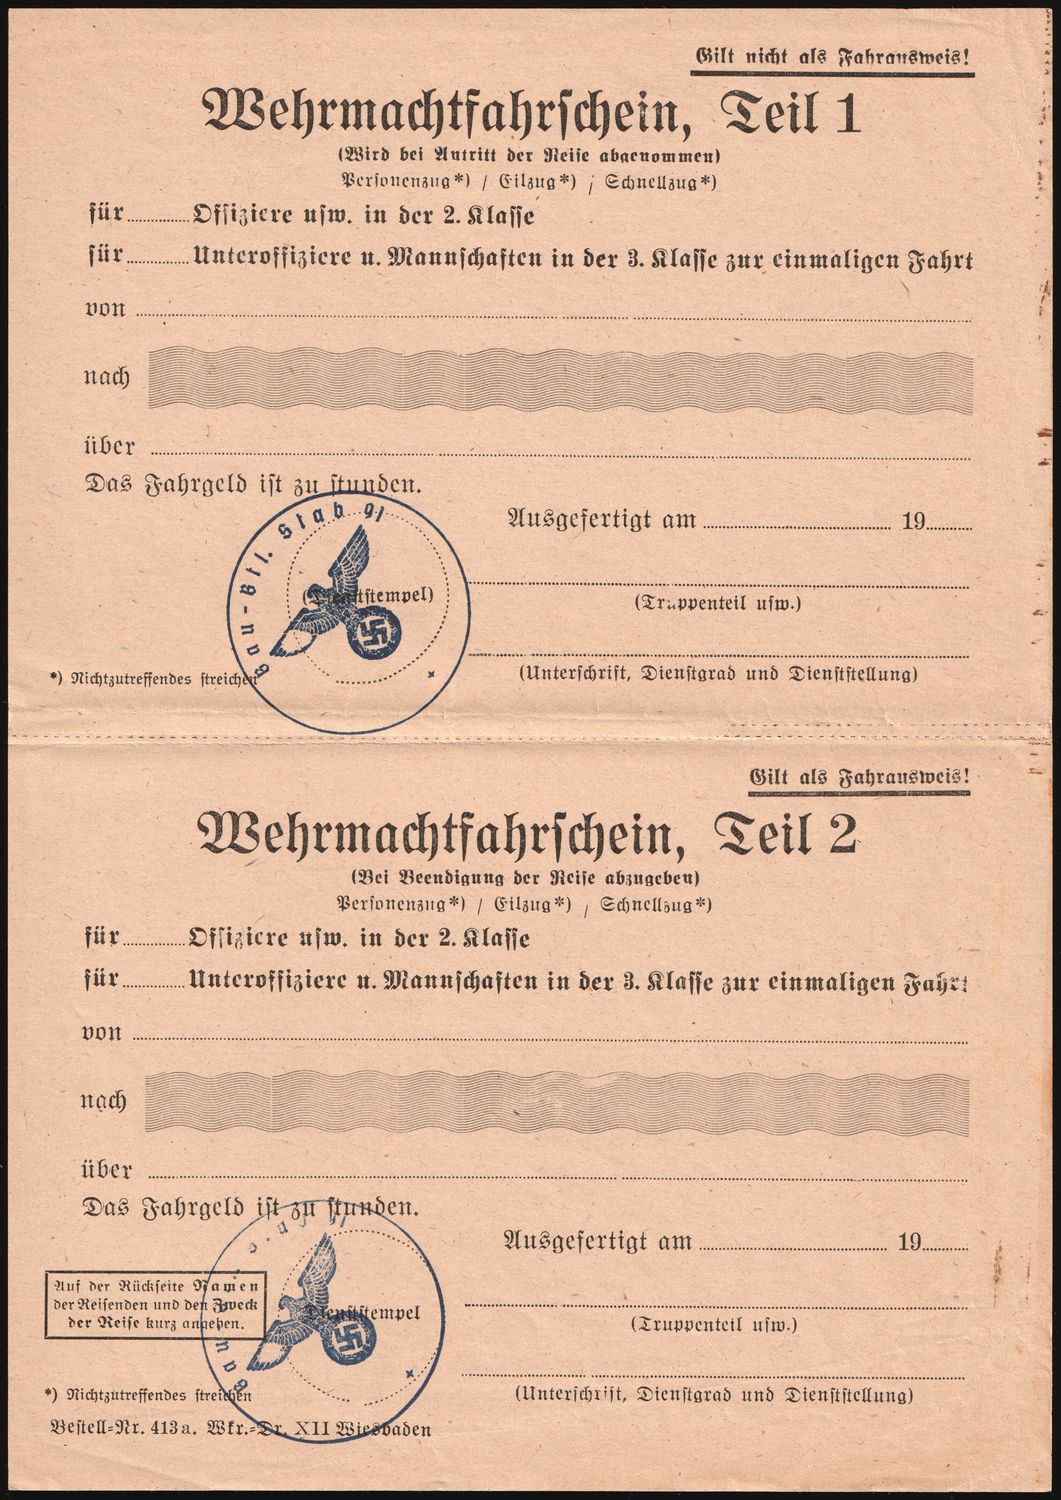 Gilt nicht als Fahrausweis!
Wehrmachtfahrschein, Teil 1
(Wird bei Antritt der Reise abgenommen)
Personenzug*) / Eilzug*) / Schnellzug*)
für............Offiziere usw. in der 2. Klasse
für............Unteroffiziere u. Mannschaften in der 3. Klasse zur einmaligen Fahrt
von
nach
über
Das Fahrgeld ist zu stunden.
Ausgefertigt am ........................ 19........
Bau-Btl. Stab 91
(Dienststempel)
(Truppenteil usw.)
(Unterschrift, Dienstgrad und Dienststellung)
*) Nichtzutreffendes streichen
Gilt als Fahrausweis!
Wehrmachtfahrschein, Teil 2
(Bei Beendigung der Reise abzugeben)
Personenzug*) / Eilzug*) / Schnellzug*)
für............Offiziere usw. in der 2. Klasse
für............Unteroffiziere u. Mannschaften in der 3. Klasse zur einmaligen Fahrt
von
nach
über
Das Fahrgeld ist zu stunden.
Ausgefertigt am ........................ 19........
Auf der Rückseite Namen
der Reisenden und den Zweck
der Reise kurz angeben.
Dienststempel
(Truppenteil usw.)
*) Nichtzutreffendes streichen
(Unterschrift, Dienstgrad und Dienststellung)
Bestell-Nr. 413a. Wkr.-Dr. XII Wiesbaden